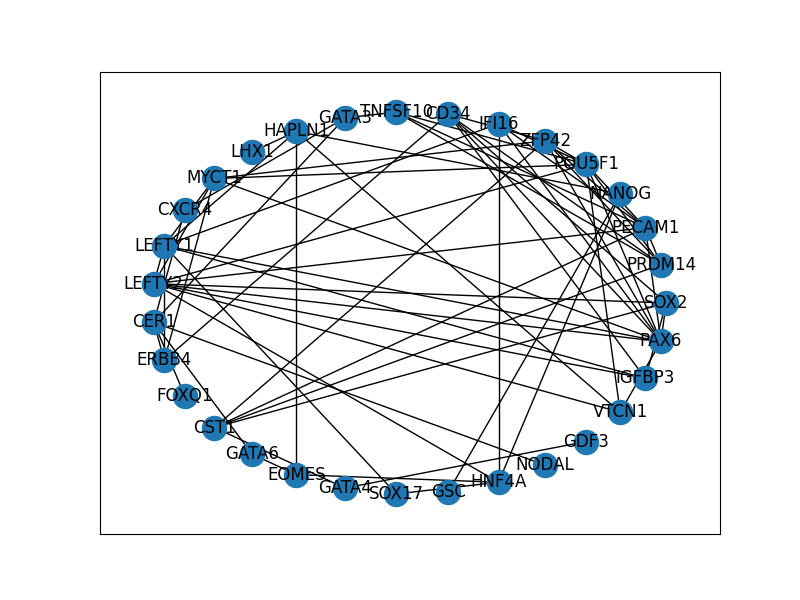 TNFSF10
CD34
GATA3
IFI16
HAPLN1
ZFP42
LHX1
POU5F1
MYCT1
NANOG
CXCR4
PECAM1
LEFTY1
PRDM14
LEFTY2
SOX2
CER1
PAX6
ERBB4
IGFBP3
FOXQ1
VTCN1
CST1
GDF3
GATA6
NODAL
EOMES
HNF4A
GATA4
GSC
SOX17